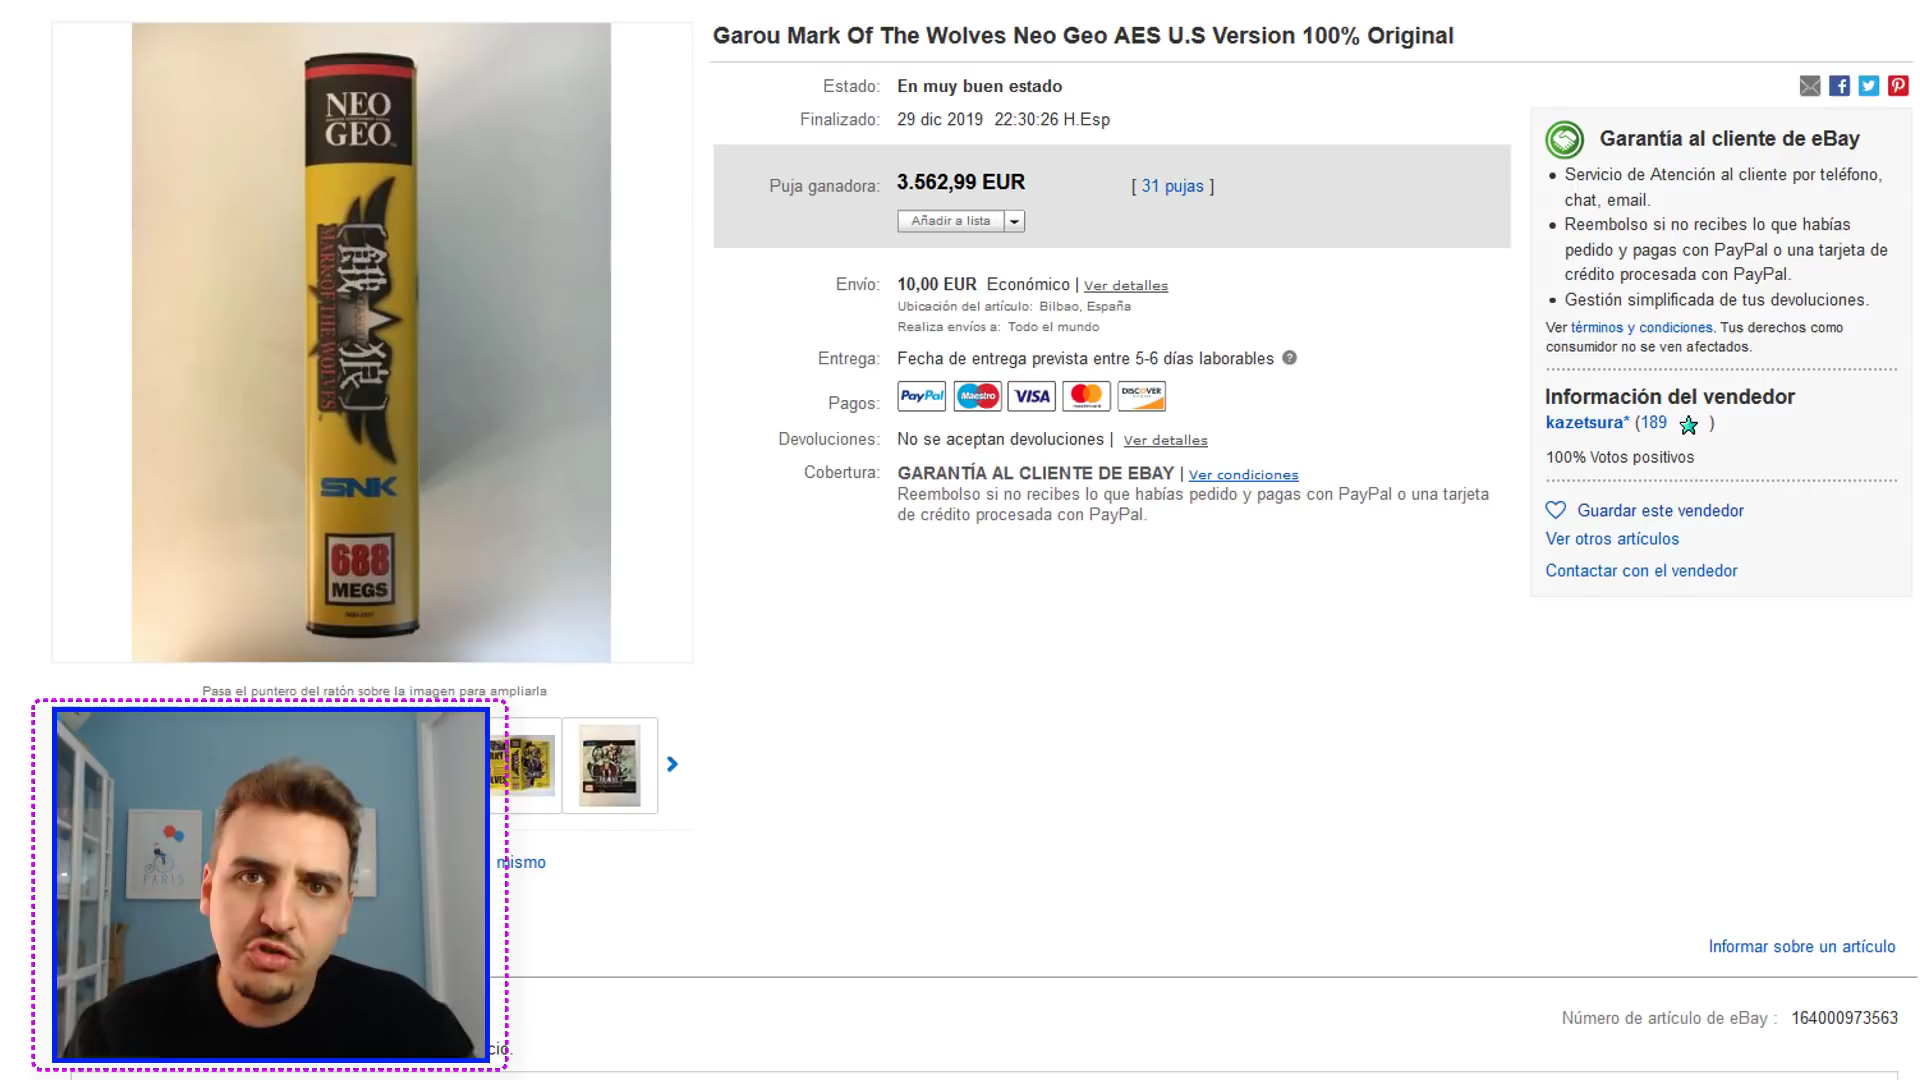 Garou Mark Of The Wolves Neo Geo AES U.S Version 100% Original
Estado: En muy buen estado
Finalizado: 29 dic 2019 22:30:26 H.Esp
Puja ganadora: 3.562,99 EUR [ 31 pujas ]
Añadir a lista
Envío: 10,00 EUR Económico | Ver detalles
Ubicación del artículo: Bilbao, España
Realiza envíos a: Todo el mundo
Entrega: Fecha de entrega prevista entre 5-6 días laborables ?
Pagos: PayPal Maestro VISA mastercard DISCOVER
Devoluciones: No se aceptan devoluciones | Ver detalles
Cobertura: GARANTÍA AL CLIENTE DE EBAY | Ver condiciones
Reembolso si no recibes lo que habías pedido y pagas con PayPal o una tarjeta
de crédito procesada con PayPal.
Garantía al cliente de eBay
Servicio de Atención al cliente por teléfono,
chat, email.
Reembolso si no recibes lo que habías
pedido y pagas con PayPal o una tarjeta de
crédito procesada con PayPal.
Gestión simplificada de tus devoluciones.
Ver términos y condiciones. Tus derechos como
consumidor no se ven afectados.
Información del vendedor
kazetsura* (189 )
100% Votos positivos
Guardar este vendedor
Ver otros artículos
Contactar con el vendedor
NEO
GEO
餓狼
MARK OF THE WOLVES
SNK
688
MEGS
Pasa el puntero del ratón sobre la imagen para ampliarla
mismo
PARIS
Informar sobre un artículo
Número de artículo de eBay : 164000973563
cio.